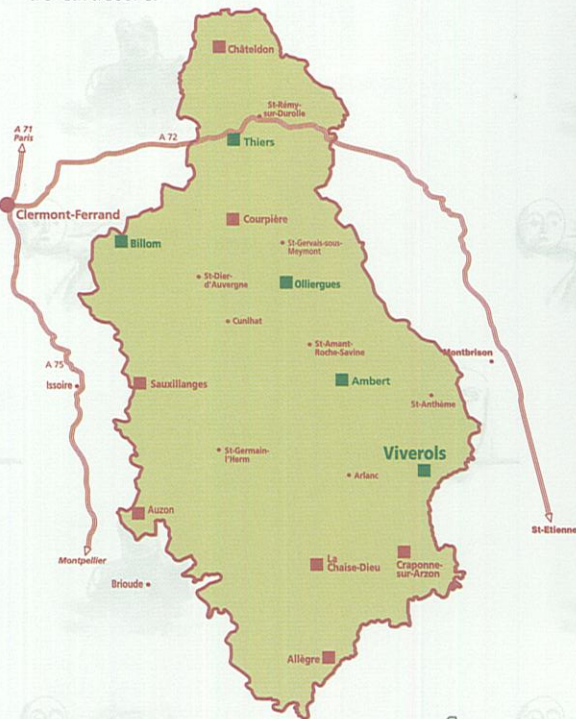 Châteldon
St-Rémy-
sur-Durolle
A 71
Paris
A 72
Thiers
Clermont-Ferrand
Courpière
Billom
St-Gervais-sous-
Meymont
St-Dier-
d'Auvergne
Olliergues
Cunlhat
St-Amant-
Roche-Savine
Montbrison
A 75
Issoire
Sauxillanges
Ambert
St-Anthème
St-Germain-
l'Herm
Viverols
Arlanc
Auzon
St-Etienne
Montpellier
La
Chaise-Dieu
Craponne-
sur-Arzon
Brioude
Allègre